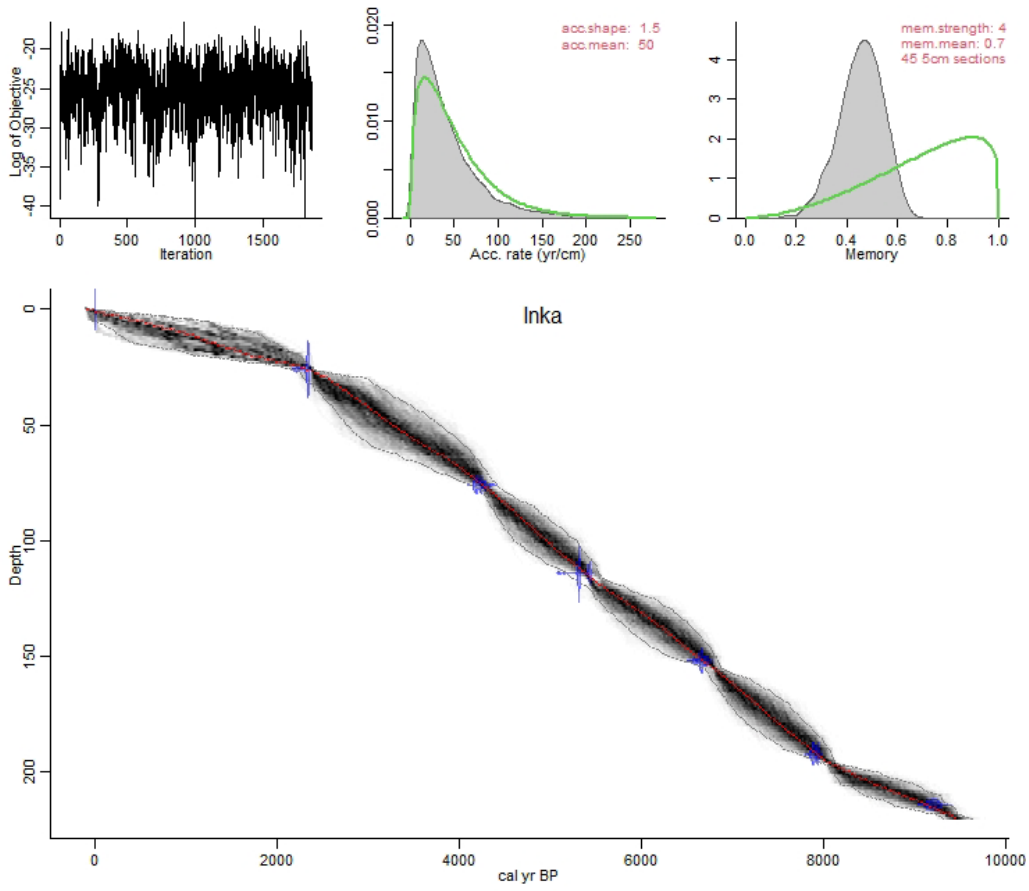 Log of Objective
-20
-25
-30
-35
-40
0 500 1000 1500
Iteration
0.020
0.010
0.000
acc.shape: 1.5
acc.mean: 50
0 50 100 150 200 250
Acc. rate (yr/cm)
4
3
2
1
0
mem.strength: 4
mem.mean: 0.7
45 5cm sections
0.0 0.2 0.4 0.6 0.8 1.0
Memory
Inka
Depth
0
50
100
150
200
0 2000 4000 6000 8000 10000
cal yr BP